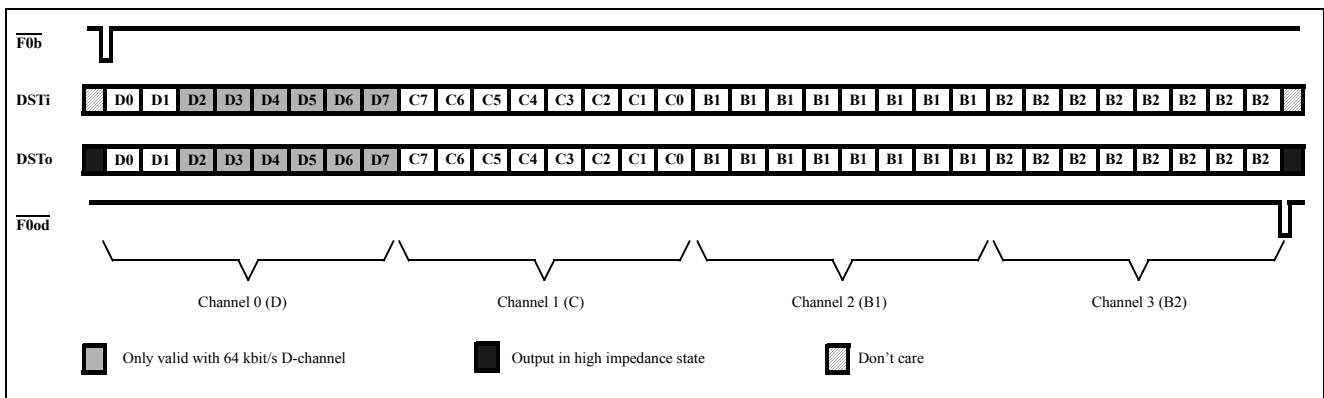 F0b
DSTi D0 D1 D2 D3 D4 D5 D6 D7 C7 C6 C5 C4 C3 C2 C1 C0 B1 B1 B1 B1 B1 B1 B1 B1 B2 B2 B2 B2 B2 B2 B2 B2
DSTo D0 D1 D2 D3 D4 D5 D6 D7 C7 C6 C5 C4 C3 C2 C1 C0 B1 B1 B1 B1 B1 B1 B1 B1 B2 B2 B2 B2 B2 B2 B2 B2
F0od
Channel 0 (D) Channel 1 (C) Channel 2 (B1) Channel 3 (B2)
Only valid with 64 kbit/s D-channel Output in high impedance state Don't care